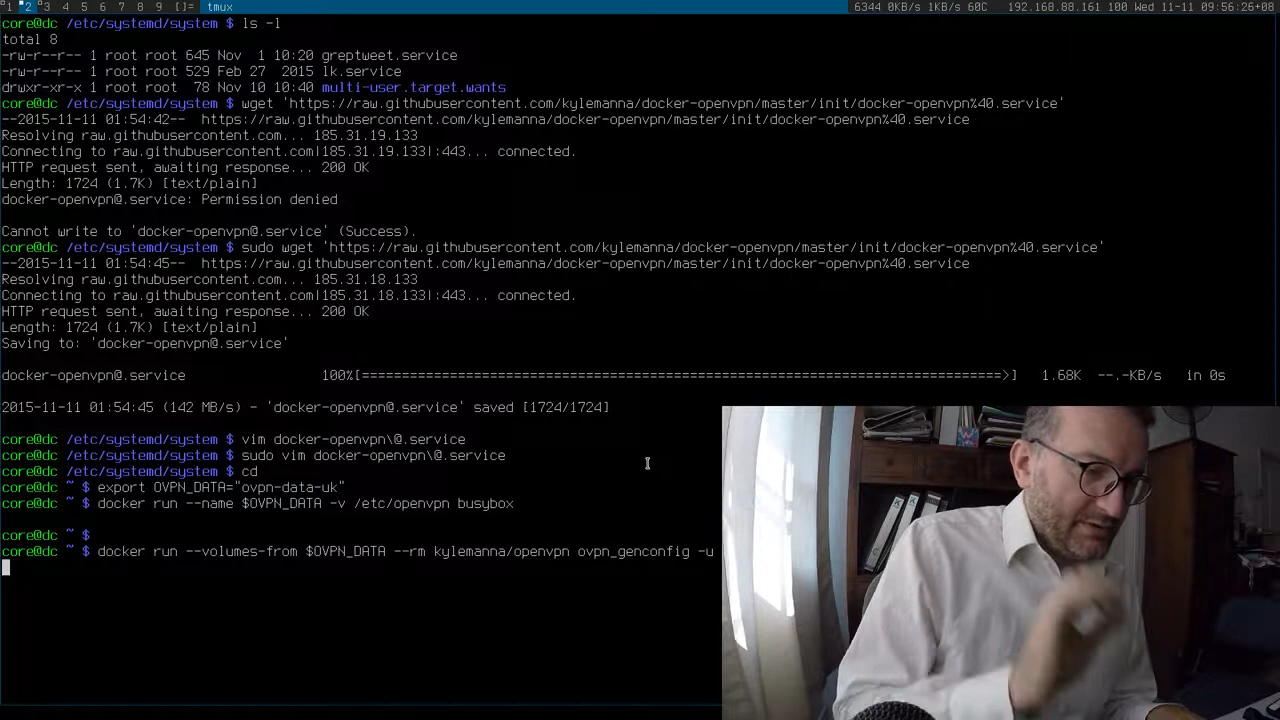 1 2 3 4 5 6 7 8 9 []= tmux 6344 0KB/s 1KB/s 60C 192.168.88.161 100 Wed 11-11 09:56:26+08
core@dc /etc/systemd/system $ ls -l
total 8
-rw-r--r-- 1 root root 645 Nov  1 10:20 greptweet.service
-rw-r--r-- 1 root root 529 Feb 27  2015 lk.service
drwxr-xr-x 1 root root  78 Nov 10 10:40 multi-user.target.wants
core@dc /etc/systemd/system $ wget 'https://raw.githubusercontent.com/kylemanna/docker-openvpn/master/init/docker-openvpn%40.service'
--2015-11-11 01:54:42--  https://raw.githubusercontent.com/kylemanna/docker-openvpn/master/init/docker-openvpn%40.service
Resolving raw.githubusercontent.com... 185.31.19.133
Connecting to raw.githubusercontent.com|185.31.19.133|:443... connected.
HTTP request sent, awaiting response... 200 OK
Length: 1724 (1.7K) [text/plain]
docker-openvpn@.service: Permission denied
Cannot write to 'docker-openvpn@.service' (Success).
core@dc /etc/systemd/system $ sudo wget 'https://raw.githubusercontent.com/kylemanna/docker-openvpn/master/init/docker-openvpn%40.service'
--2015-11-11 01:54:45--  https://raw.githubusercontent.com/kylemanna/docker-openvpn/master/init/docker-openvpn%40.service
Resolving raw.githubusercontent.com... 185.31.18.133
Connecting to raw.githubusercontent.com|185.31.18.133|:443... connected.
HTTP request sent, awaiting response... 200 OK
Length: 1724 (1.7K) [text/plain]
Saving to: 'docker-openvpn@.service'
docker-openvpn@.service 100%[================================================================================>] 1.68K --.-KB/s in 0s
2015-11-11 01:54:45 (142 MB/s) - 'docker-openvpn@.service' saved [1724/1724]
core@dc /etc/systemd/system $ vim docker-openvpn\@.service
core@dc /etc/systemd/system $ sudo vim docker-openvpn\@.service
core@dc /etc/systemd/system $ cd
core@dc ~ $ export OVPN_DATA="ovpn-data-uk"
core@dc ~ $ docker run --name $OVPN_DATA -v /etc/openvpn busybox
core@dc ~ $
core@dc ~ $ docker run --volumes-from $OVPN_DATA --rm kylemanna/openvpn ovpn_genconfig -u